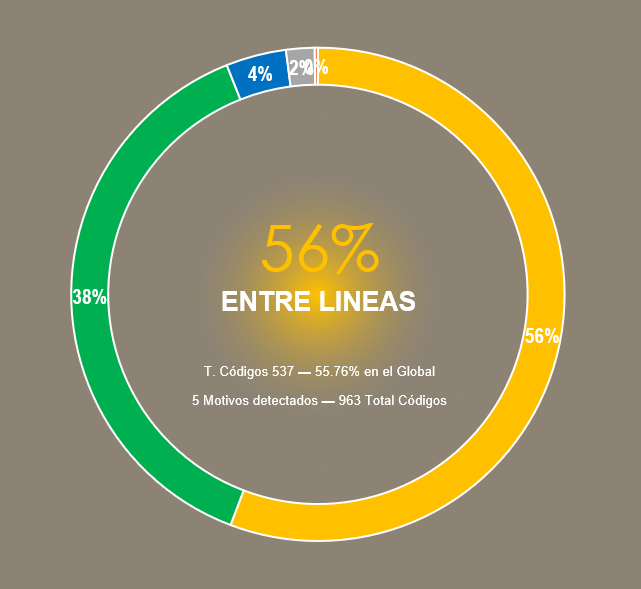 4%
2%
0%
56%
ENTRE LINEAS
38%
56%
T. Códigos 537 — 55.76% en el Global
5 Motivos detectados — 963 Total Códigos